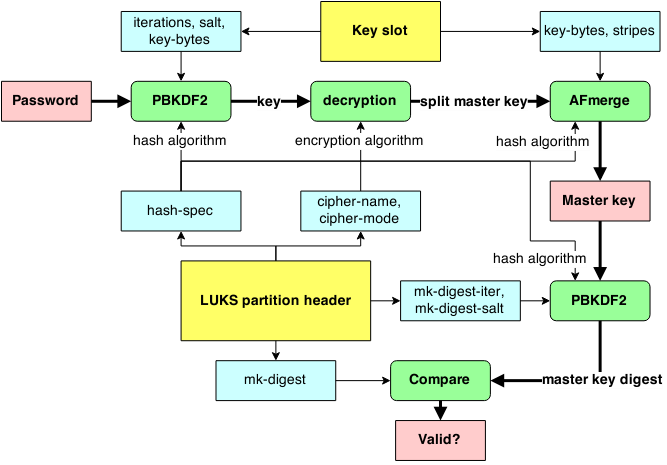 iterations, salt,
key-bytes
Key slot
key-bytes, stripes
Password
PBKDF2
key
decryption
split master key
AFmerge
hash algorithm
encryption algorithm
hash algorithm
hash-spec
cipher-name,
cipher-mode
Master key
hash algorithm
LUKS partition header
mk-digest-iter,
mk-digest-salt
PBKDF2
mk-digest
Compare
master key digest
Valid?